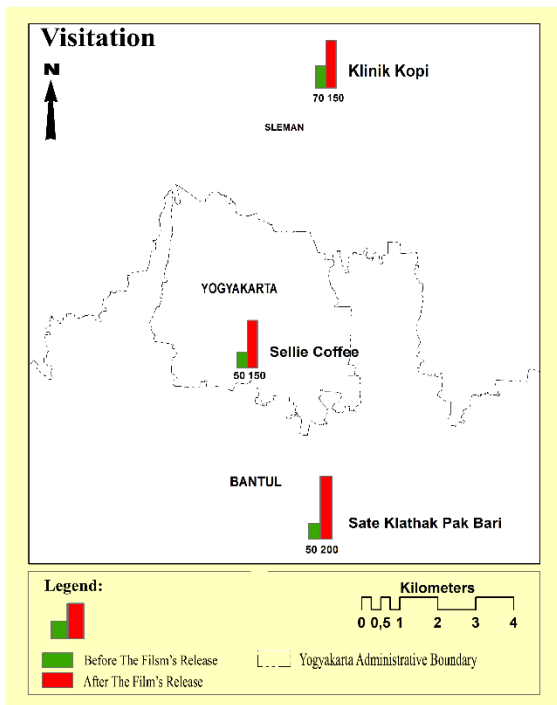 Visitation
N
Klinik Kopi
70 150
SLEMAN
YOGYAKARTA
Sellie Coffee
50 150
BANTUL
Sate Klathak Pak Bari
50 200
Legend:
Before The Filsm's Release
After The Film's Release
Yogyakarta Administrative Boundary
Kilometers
0 0,5 1 2 3 4